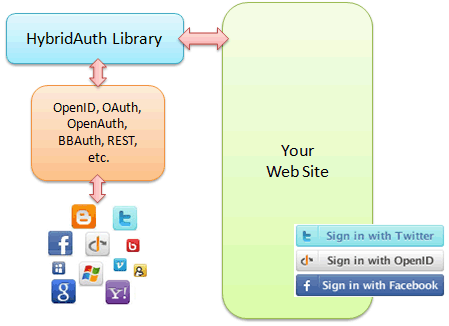 HybridAuth Library
OpenID, OAuth,
OpenAuth,
BBAuth, REST,
etc.
Your
Web Site
Sign in with Twitter
Sign in with OpenID
Sign in with Facebook